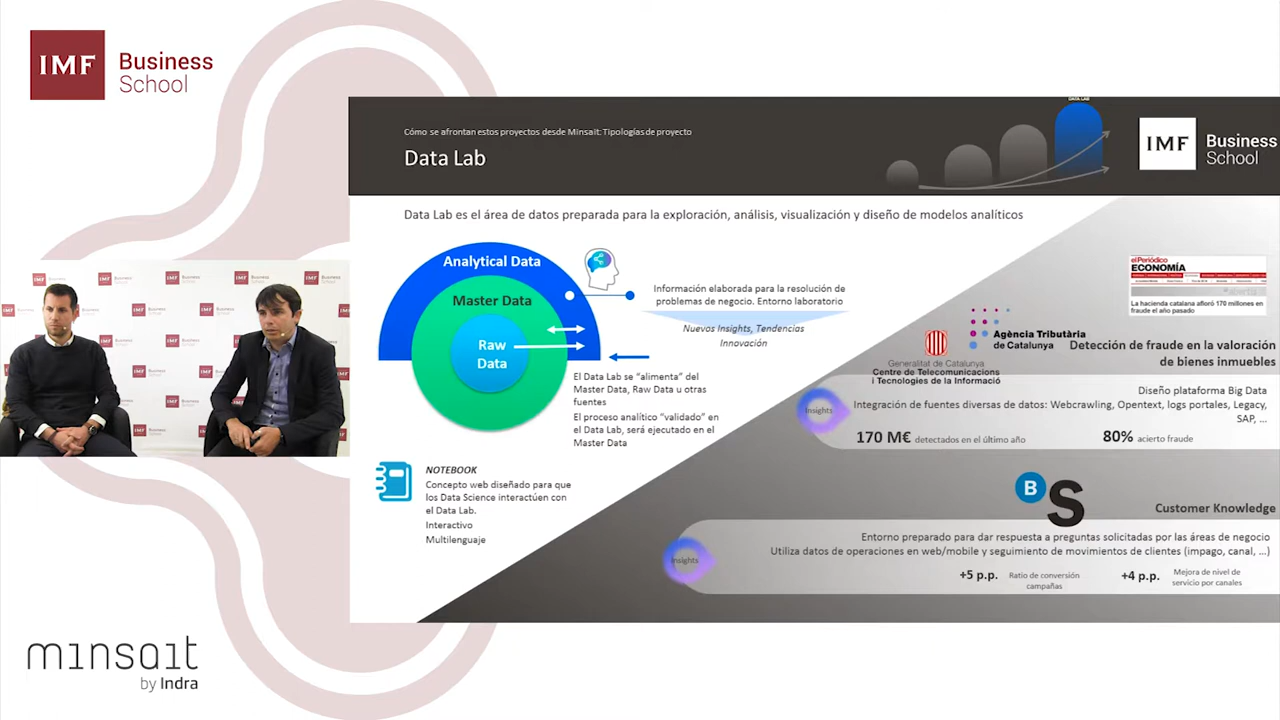 IMF Business
School
DATA LAB
Cómo se afrontan estos proyectos desde Minsait: Tipologías de proyecto
Data Lab
IMF Business
School
Data Lab es el área de datos preparada para la exploración, análisis, visualización y diseño de modelos analíticos
Analytical Data
Master Data
Raw
Data
Información elaborada para la resolución de
problemas de negocio. Entorno laboratorio
Nuevos Insights, Tendencias
Innovación
El Data Lab se “alimenta” del
Master Data, Raw Data u otras
fuentes
El proceso analítico “validado” en
el Data Lab, será ejecutado en el
Master Data
NOTEBOOK
Concepto web diseñado para que
los Data Science interactúen con
el Data Lab.
Interactivo
Multilenguaje
elPeriódico
ECONOMÍA
La hacienda catalana afloró 170 millones en
fraude el año pasado
Agència Tributària
de Catalunya
Generalitat de Catalunya
Centre de Telecomunicacions
i Tecnologies de la Informació
Detección de fraude en la valoración
de bienes inmuebles
Insights
Diseño plataforma Big Data
Integración de fuentes diversas de datos: Webcrawling, Opentext, logs portales, Legacy,
SAP, ...
170 M€ detectados en el último año
80% acierto fraude
B S
Customer Knowledge
Insights
Entorno preparado para dar respuesta a preguntas solicitadas por las áreas de negocio
Utiliza datos de operaciones en web/mobile y seguimiento de movimientos de clientes (impago, canal, ...)
+5 p.p. Ratio de conversión
campañas
+4 p.p. Mejora de nivel de
servicio por canales
minsait
by Indra